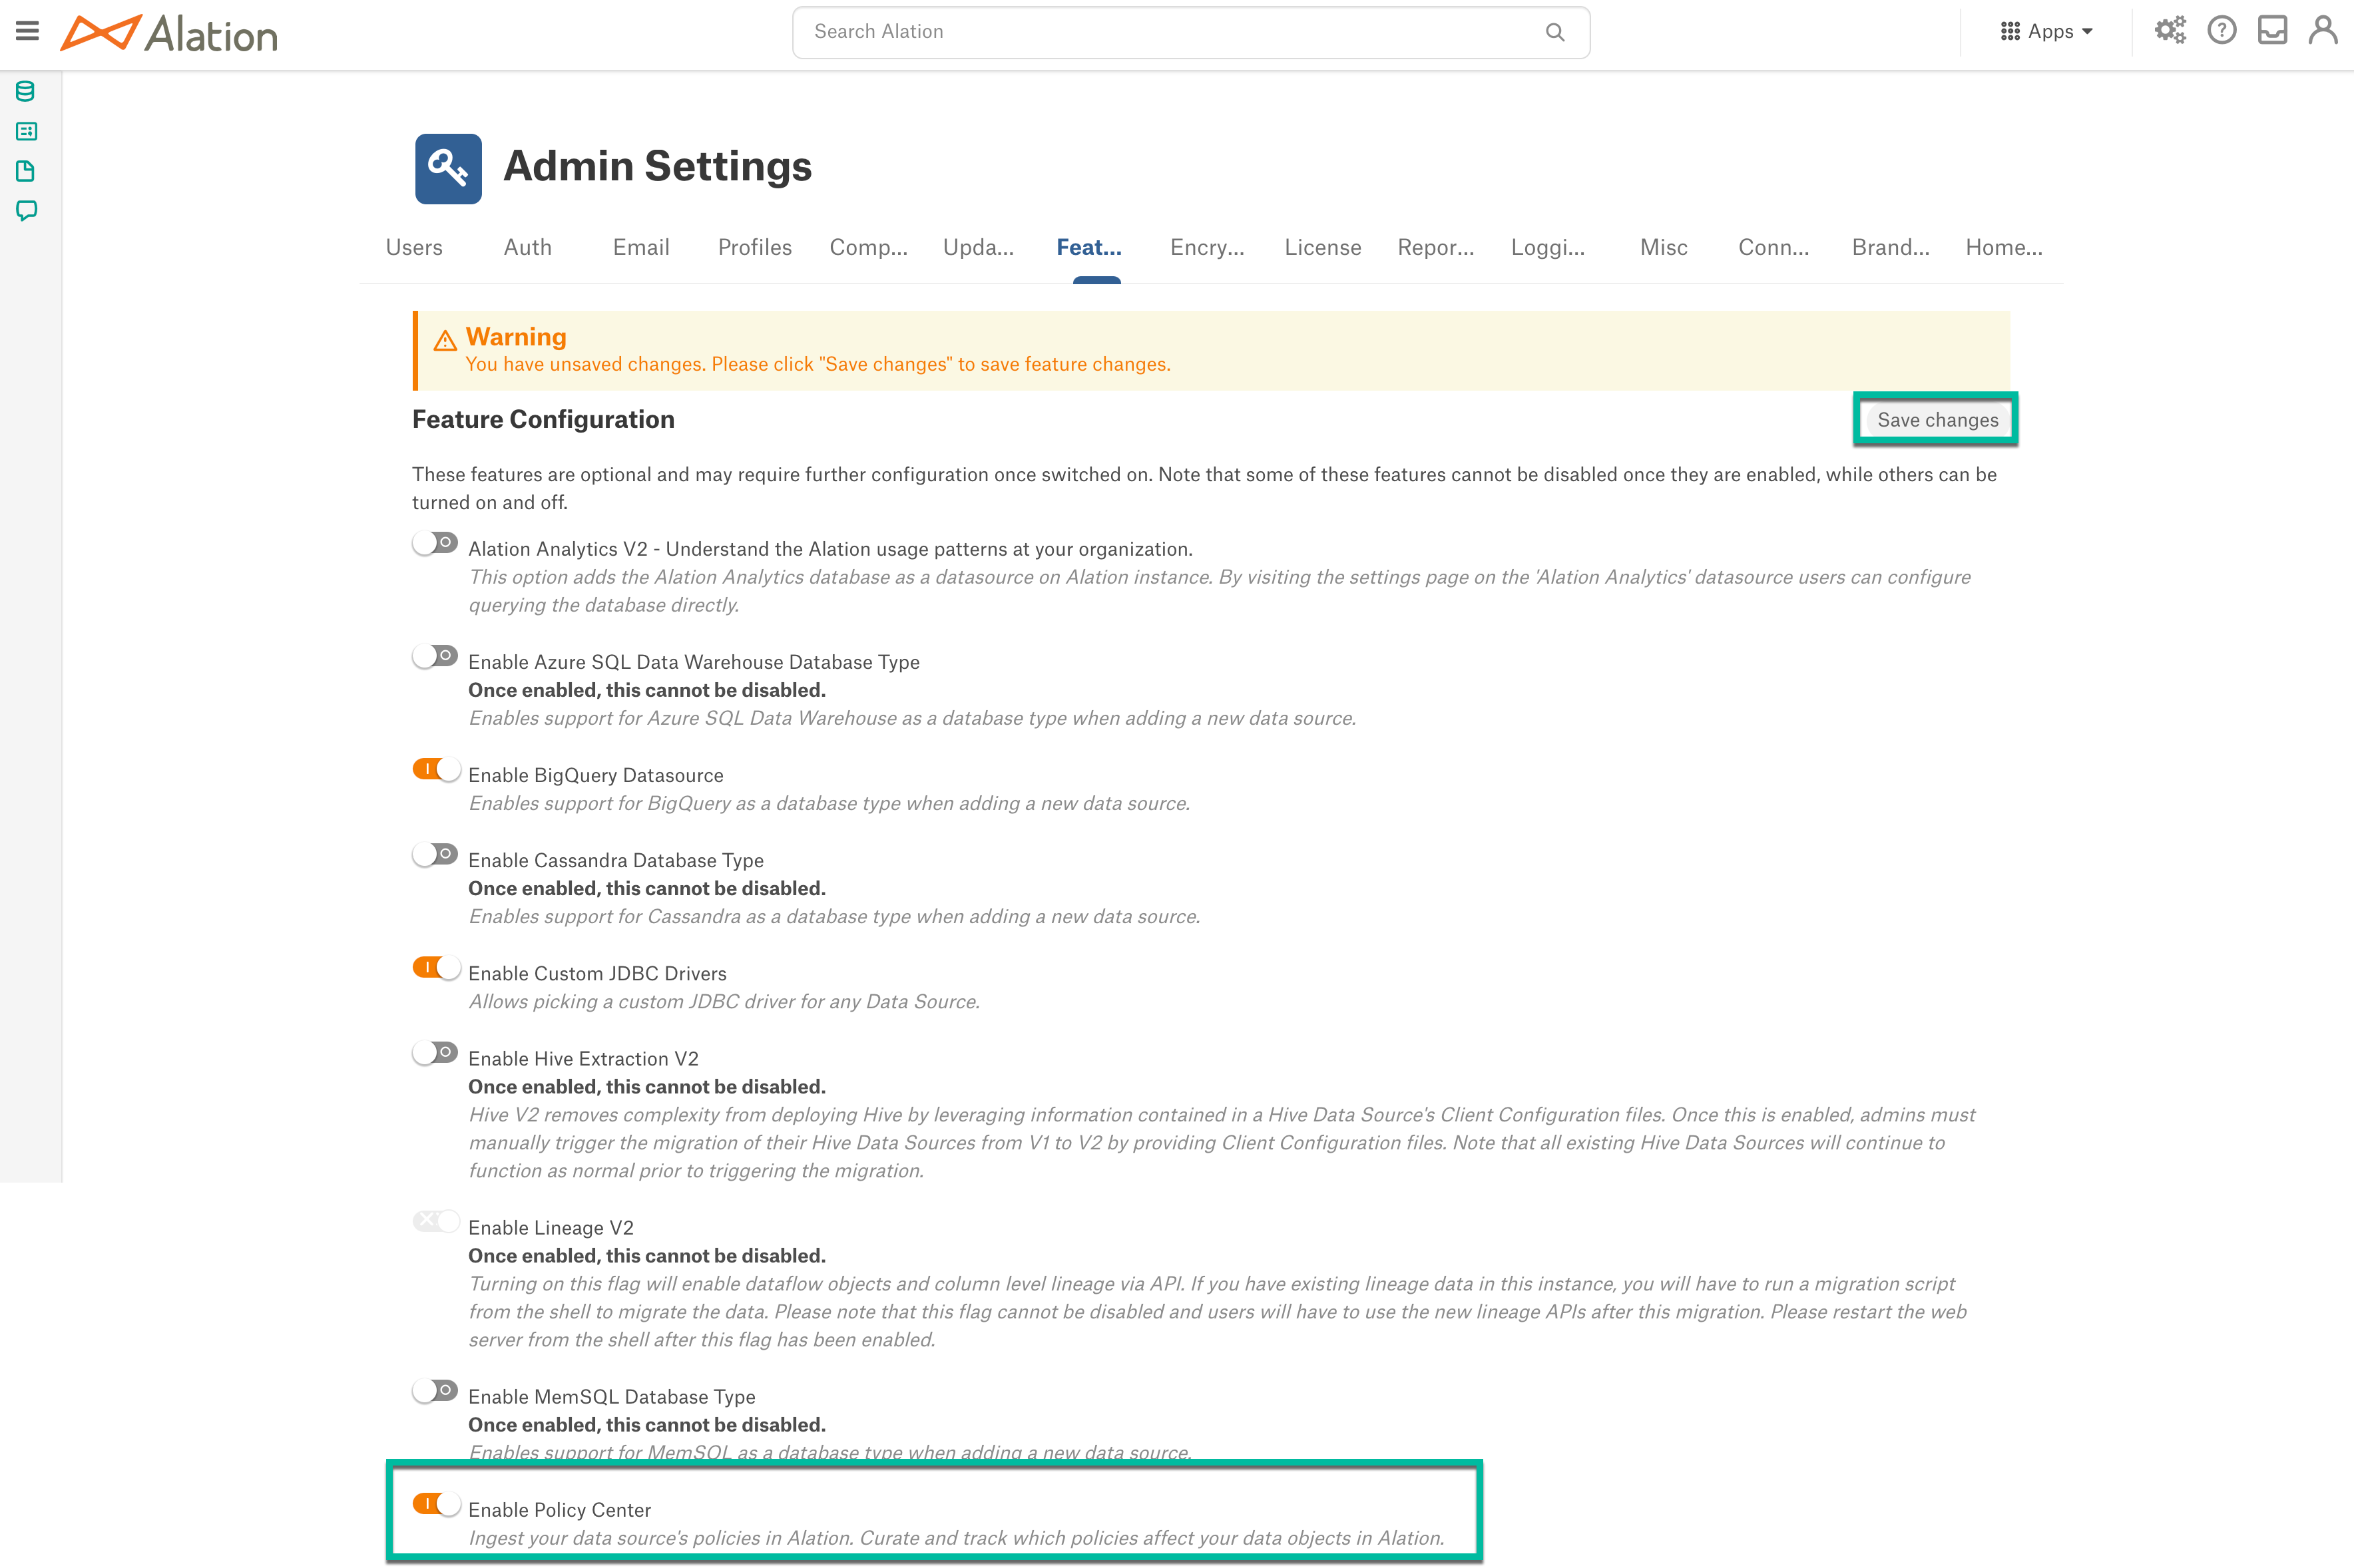 Alation
Search Alation
Apps
Admin Settings
Users Auth Email Profiles Comp... Upda... Feat... Encry... License Repor... Loggi... Misc Conn... Brand... Home...
Warning
You have unsaved changes. Please click "Save changes" to save feature changes.
Feature Configuration
Save changes
These features are optional and may require further configuration once switched on. Note that some of these features cannot be disabled once they are enabled, while others can be
turned on and off.
Alation Analytics V2 - Understand the Alation usage patterns at your organization.
This option adds the Alation Analytics database as a datasource on Alation instance. By visiting the settings page on the 'Alation Analytics' datasource users can configure
querying the database directly.
Enable Azure SQL Data Warehouse Database Type
Once enabled, this cannot be disabled.
Enables support for Azure SQL Data Warehouse as a database type when adding a new data source.
Enable BigQuery Datasource
Enables support for BigQuery as a database type when adding a new data source.
Enable Cassandra Database Type
Once enabled, this cannot be disabled.
Enables support for Cassandra as a database type when adding a new data source.
Enable Custom JDBC Drivers
Allows picking a custom JDBC driver for any Data Source.
Enable Hive Extraction V2
Once enabled, this cannot be disabled.
Hive V2 removes complexity from deploying Hive by leveraging information contained in a Hive Data Source's Client Configuration files. Once this is enabled, admins must
manually trigger the migration of their Hive Data Sources from V1 to V2 by providing Client Configuration files. Note that all existing Hive Data Sources will continue to
function as normal prior to triggering the migration.
Enable Lineage V2
Once enabled, this cannot be disabled.
Turning on this flag will enable dataflow objects and column level lineage via API. If you have existing lineage data in this instance, you will have to run a migration script
from the shell to migrate the data. Please note that this flag cannot be disabled and users will have to use the new lineage APIs after this migration. Please restart the web
server from the shell after this flag has been enabled.
Enable MemSQL Database Type
Once enabled, this cannot be disabled.
Enables support for MemSQL as a database type when adding a new data source.
Enable Policy Center
Ingest your data source's policies in Alation. Curate and track which policies affect your data objects in Alation.